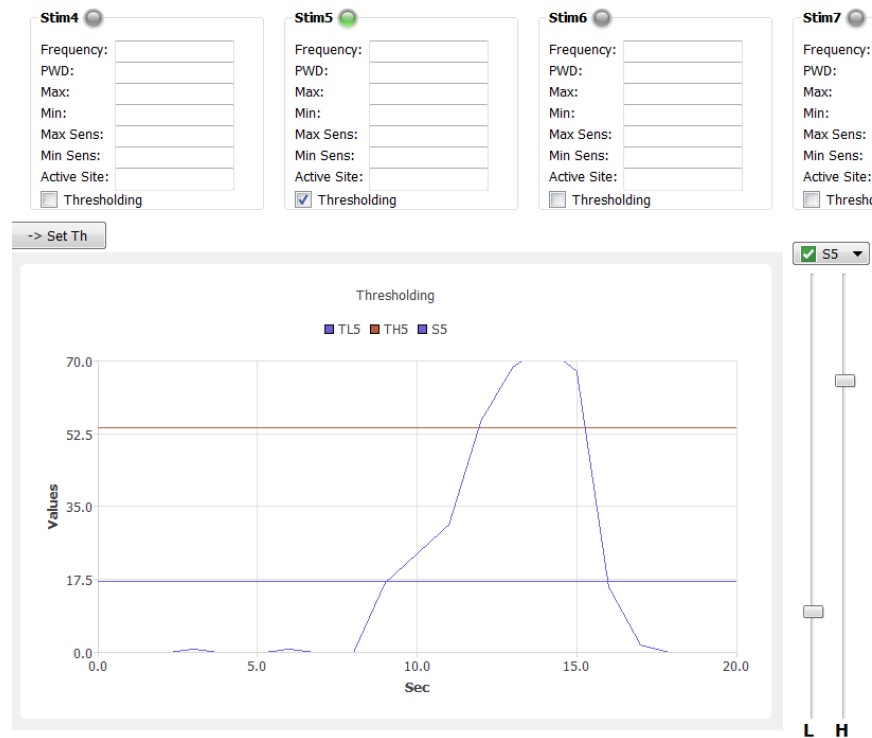 Stim4 Stim5 Stim6 Stim7
Frequency: Frequency: Frequency: Frequency:
PWD: PWD: PWD: PWD:
Max: Max: Max: Max:
Min: Min: Min: Min:
Max Sens: Max Sens: Max Sens: Max Sens:
Min Sens: Min Sens: Min Sens: Min Sens:
Active Site: Active Site: Active Site: Active Site:
Thresholding Thresholding Thresholding Thresho
-> Set Th
S5
Thresholding
TL5 TH5 S5
70.0
52.5
35.0
17.5
0.0
Values
0.0 5.0 10.0 15.0 20.0
Sec
L H